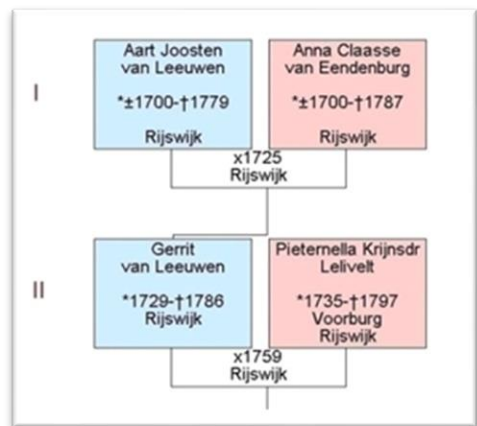 I
Aart Joosten
van Leeuwen
*±1700-†1779
Rijswijk
Anna Claasse
van Eendenburg
*±1700-†1787
Rijswijk
x1725
Rijswijk
II
Gerrit
van Leeuwen
*1729-†1786
Rijswijk
Pieternella Krijnsdr
Lelivelt
*1735-†1797
Voorburg
Rijswijk
x1759
Rijswijk